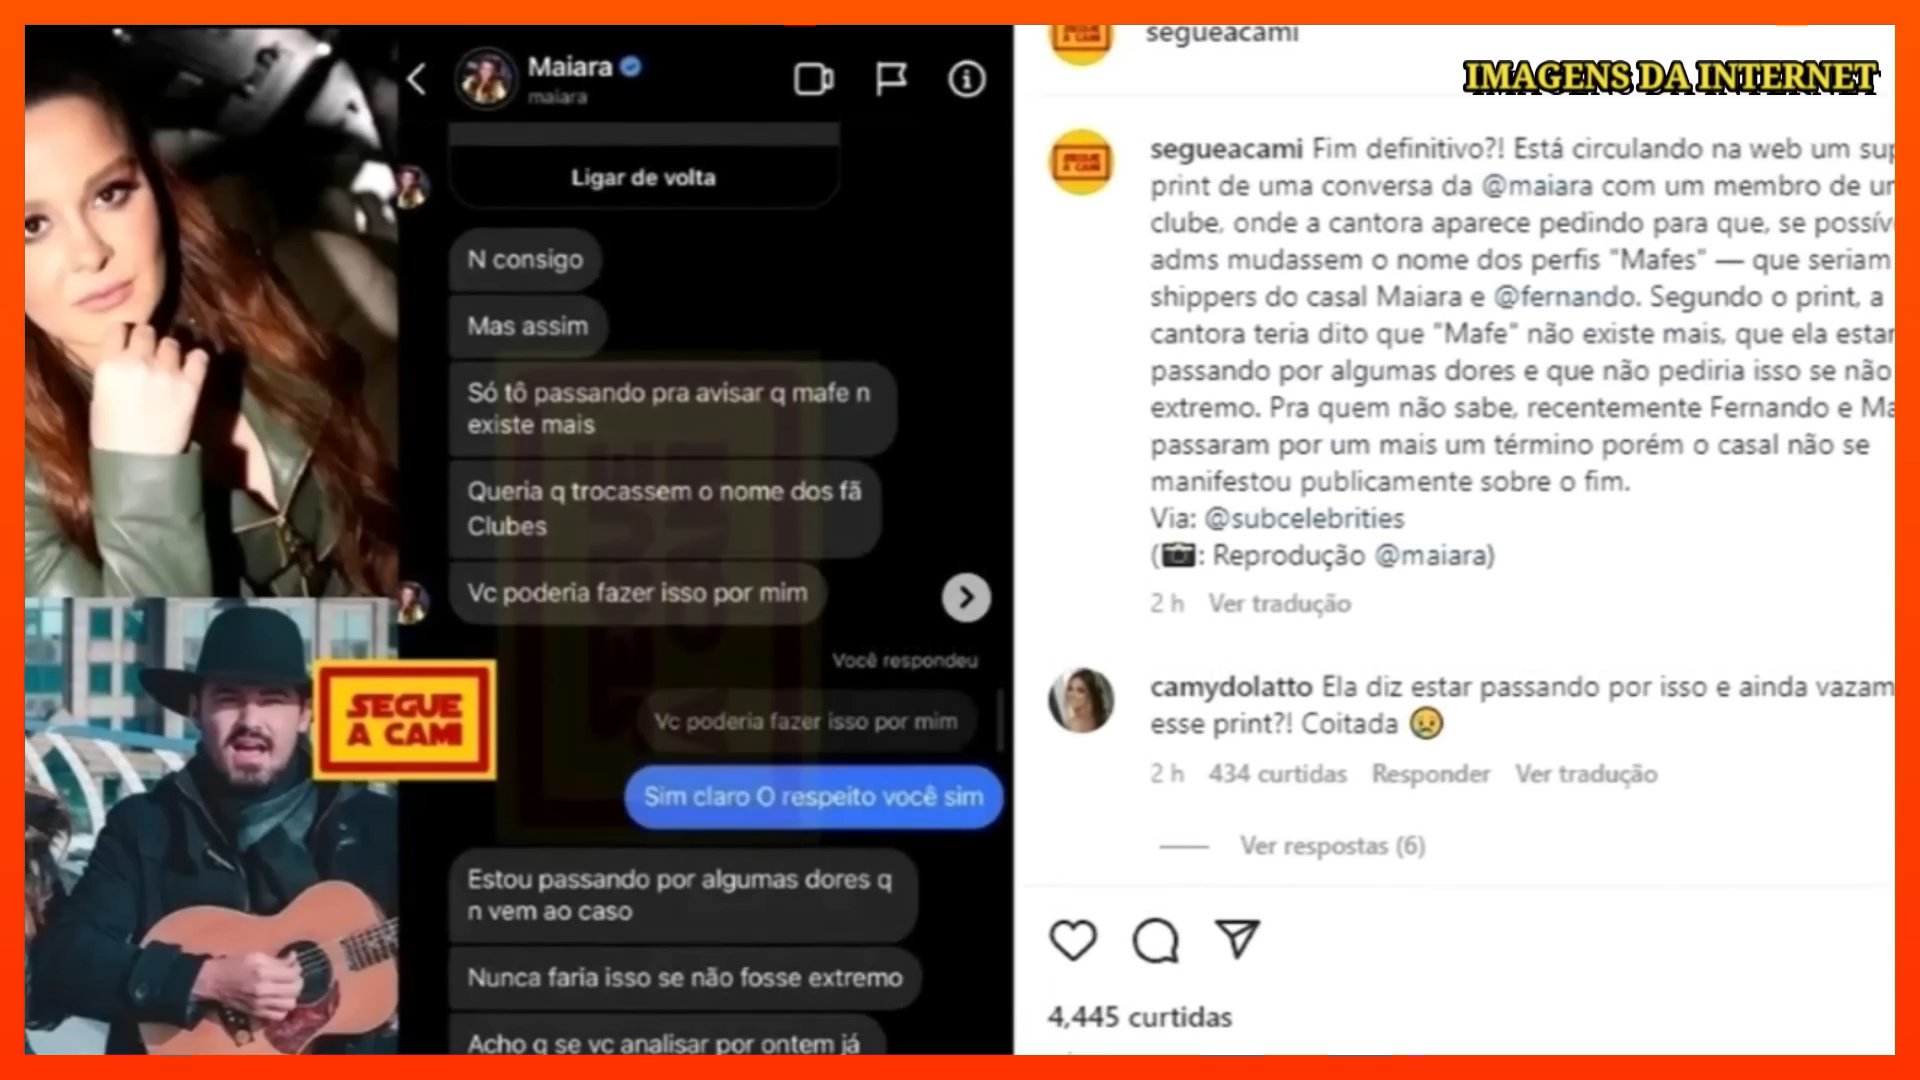 Maiara
maiara
Ligar de volta
N consigo
Mas assim
Só tô passando pra avisar q mafe n
existe mais
Queria q trocassem o nome dos fã
Clubes
Vc poderia fazer isso por mim
Você respondeu
Vc poderia fazer isso por mim
Sim claro O respeito você sim
Estou passando por algumas dores q
n vem ao caso
Nunca faria isso se não fosse extremo
Acho q se vc analisar por ontem já
SEGUE
A CAMI
segueacami
IMAGENS DA INTERNET
segueacami Fim definitivo?! Está circulando na web um
print de uma conversa da @maiara com um membro de
clube, onde a cantora aparece pedindo para que, se
adms mudassem o nome dos perfis "Mafes" — que seriam
shippers do casal Maiara e @fernando. Segundo o print, a
cantora teria dito que "Mafe" não existe mais, que ela
passando por algumas dores e que não pediria isso se não
extremo. Pra quem não sabe, recentemente Fernando e
passaram por um mais um término porém o casal não se
manifestou publicamente sobre o fim.
Via: @subcelebrities
(📷: Reprodução @maiara)
2 h Ver tradução
camydolatto Ela diz estar passando por isso e ainda vazam
esse print?! Coitada 😢
2 h 434 curtidas Responder Ver tradução
Ver respostas (6)
4,445 curtidas